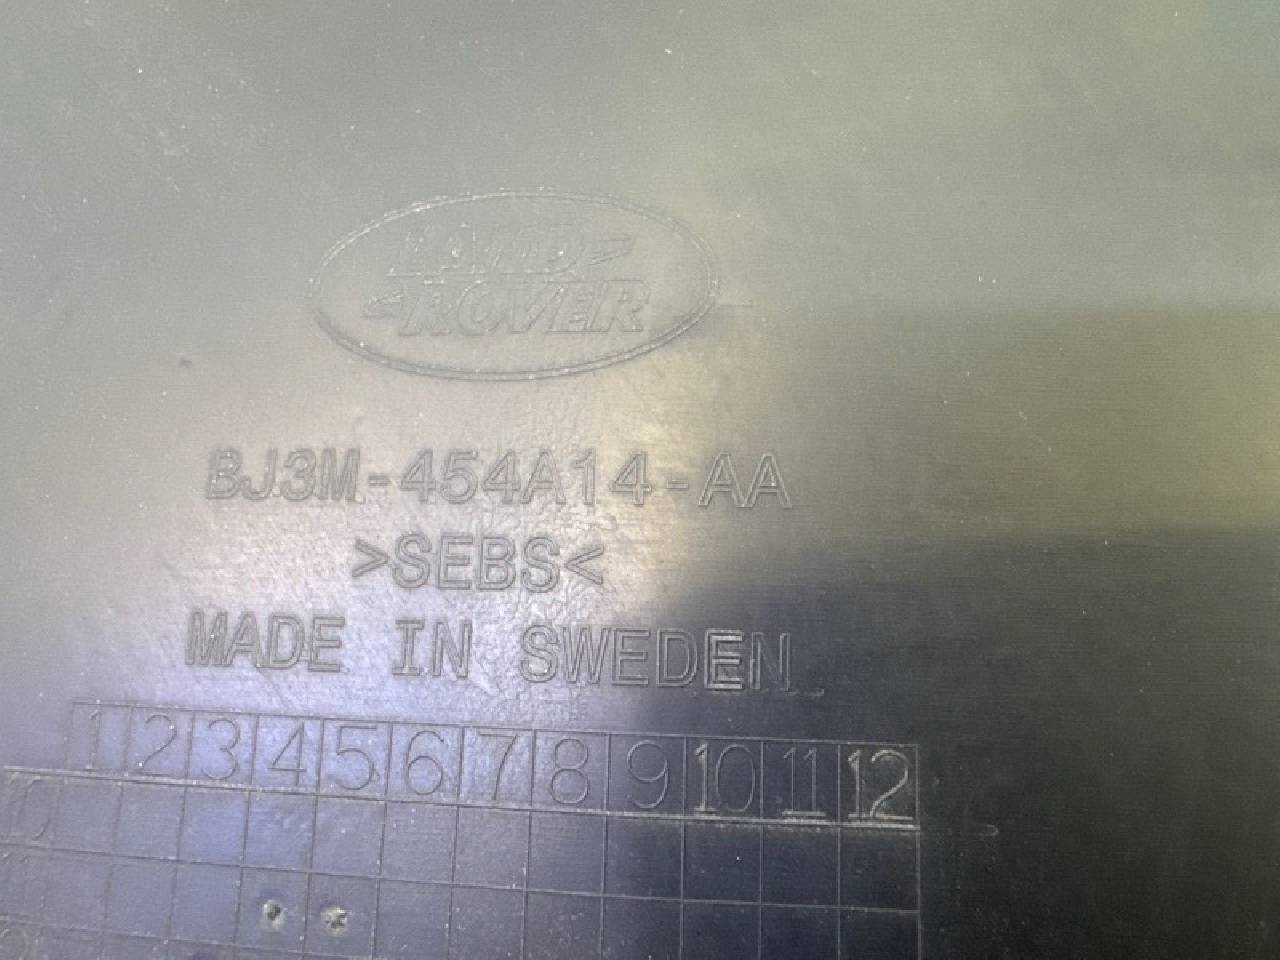 LAND
ROVER
BJ3M-454A14-AA
>SEBS<
MADE IN SWEDEN
1 2 3 4 5 6 7 8 9 10 11 12